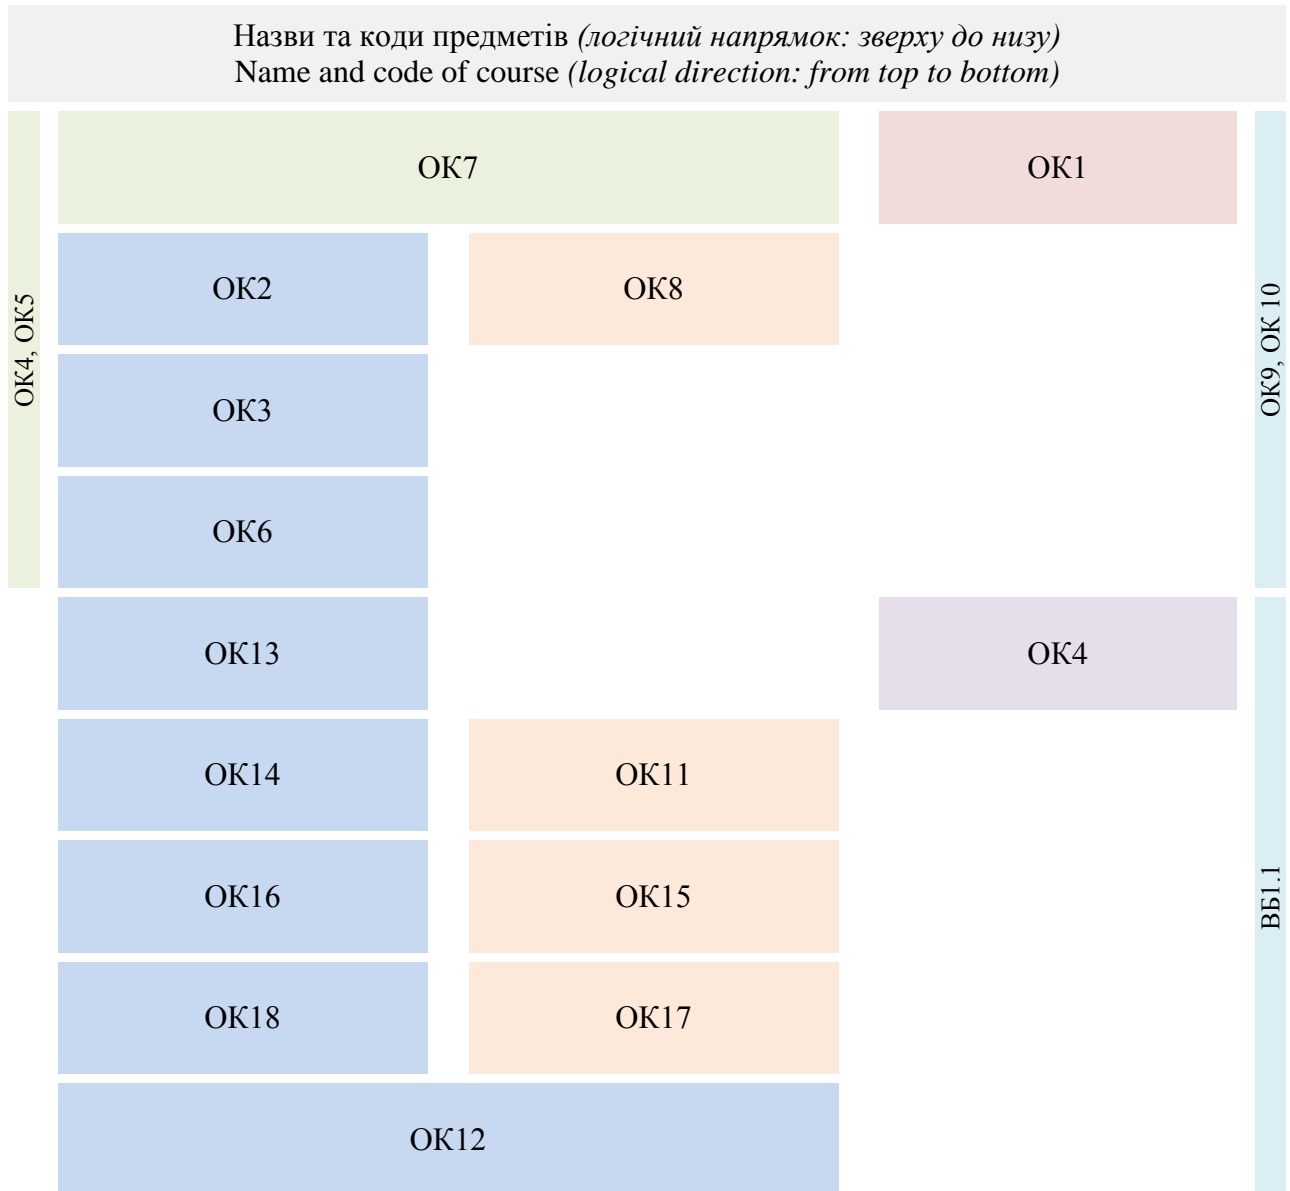 Назви та коди предметів (логічний напрямок: зверху до низу)
Name and code of course (logical direction: from top to bottom)
ОК4, ОК5
ОК7
ОК1
ОК9, ОК 10
ОК2
ОК8
ОК3
ОК6
ОК13
ОК4
ВБ1.1
ОК14
ОК11
ОК16
ОК15
ОК18
ОК17
ОК12